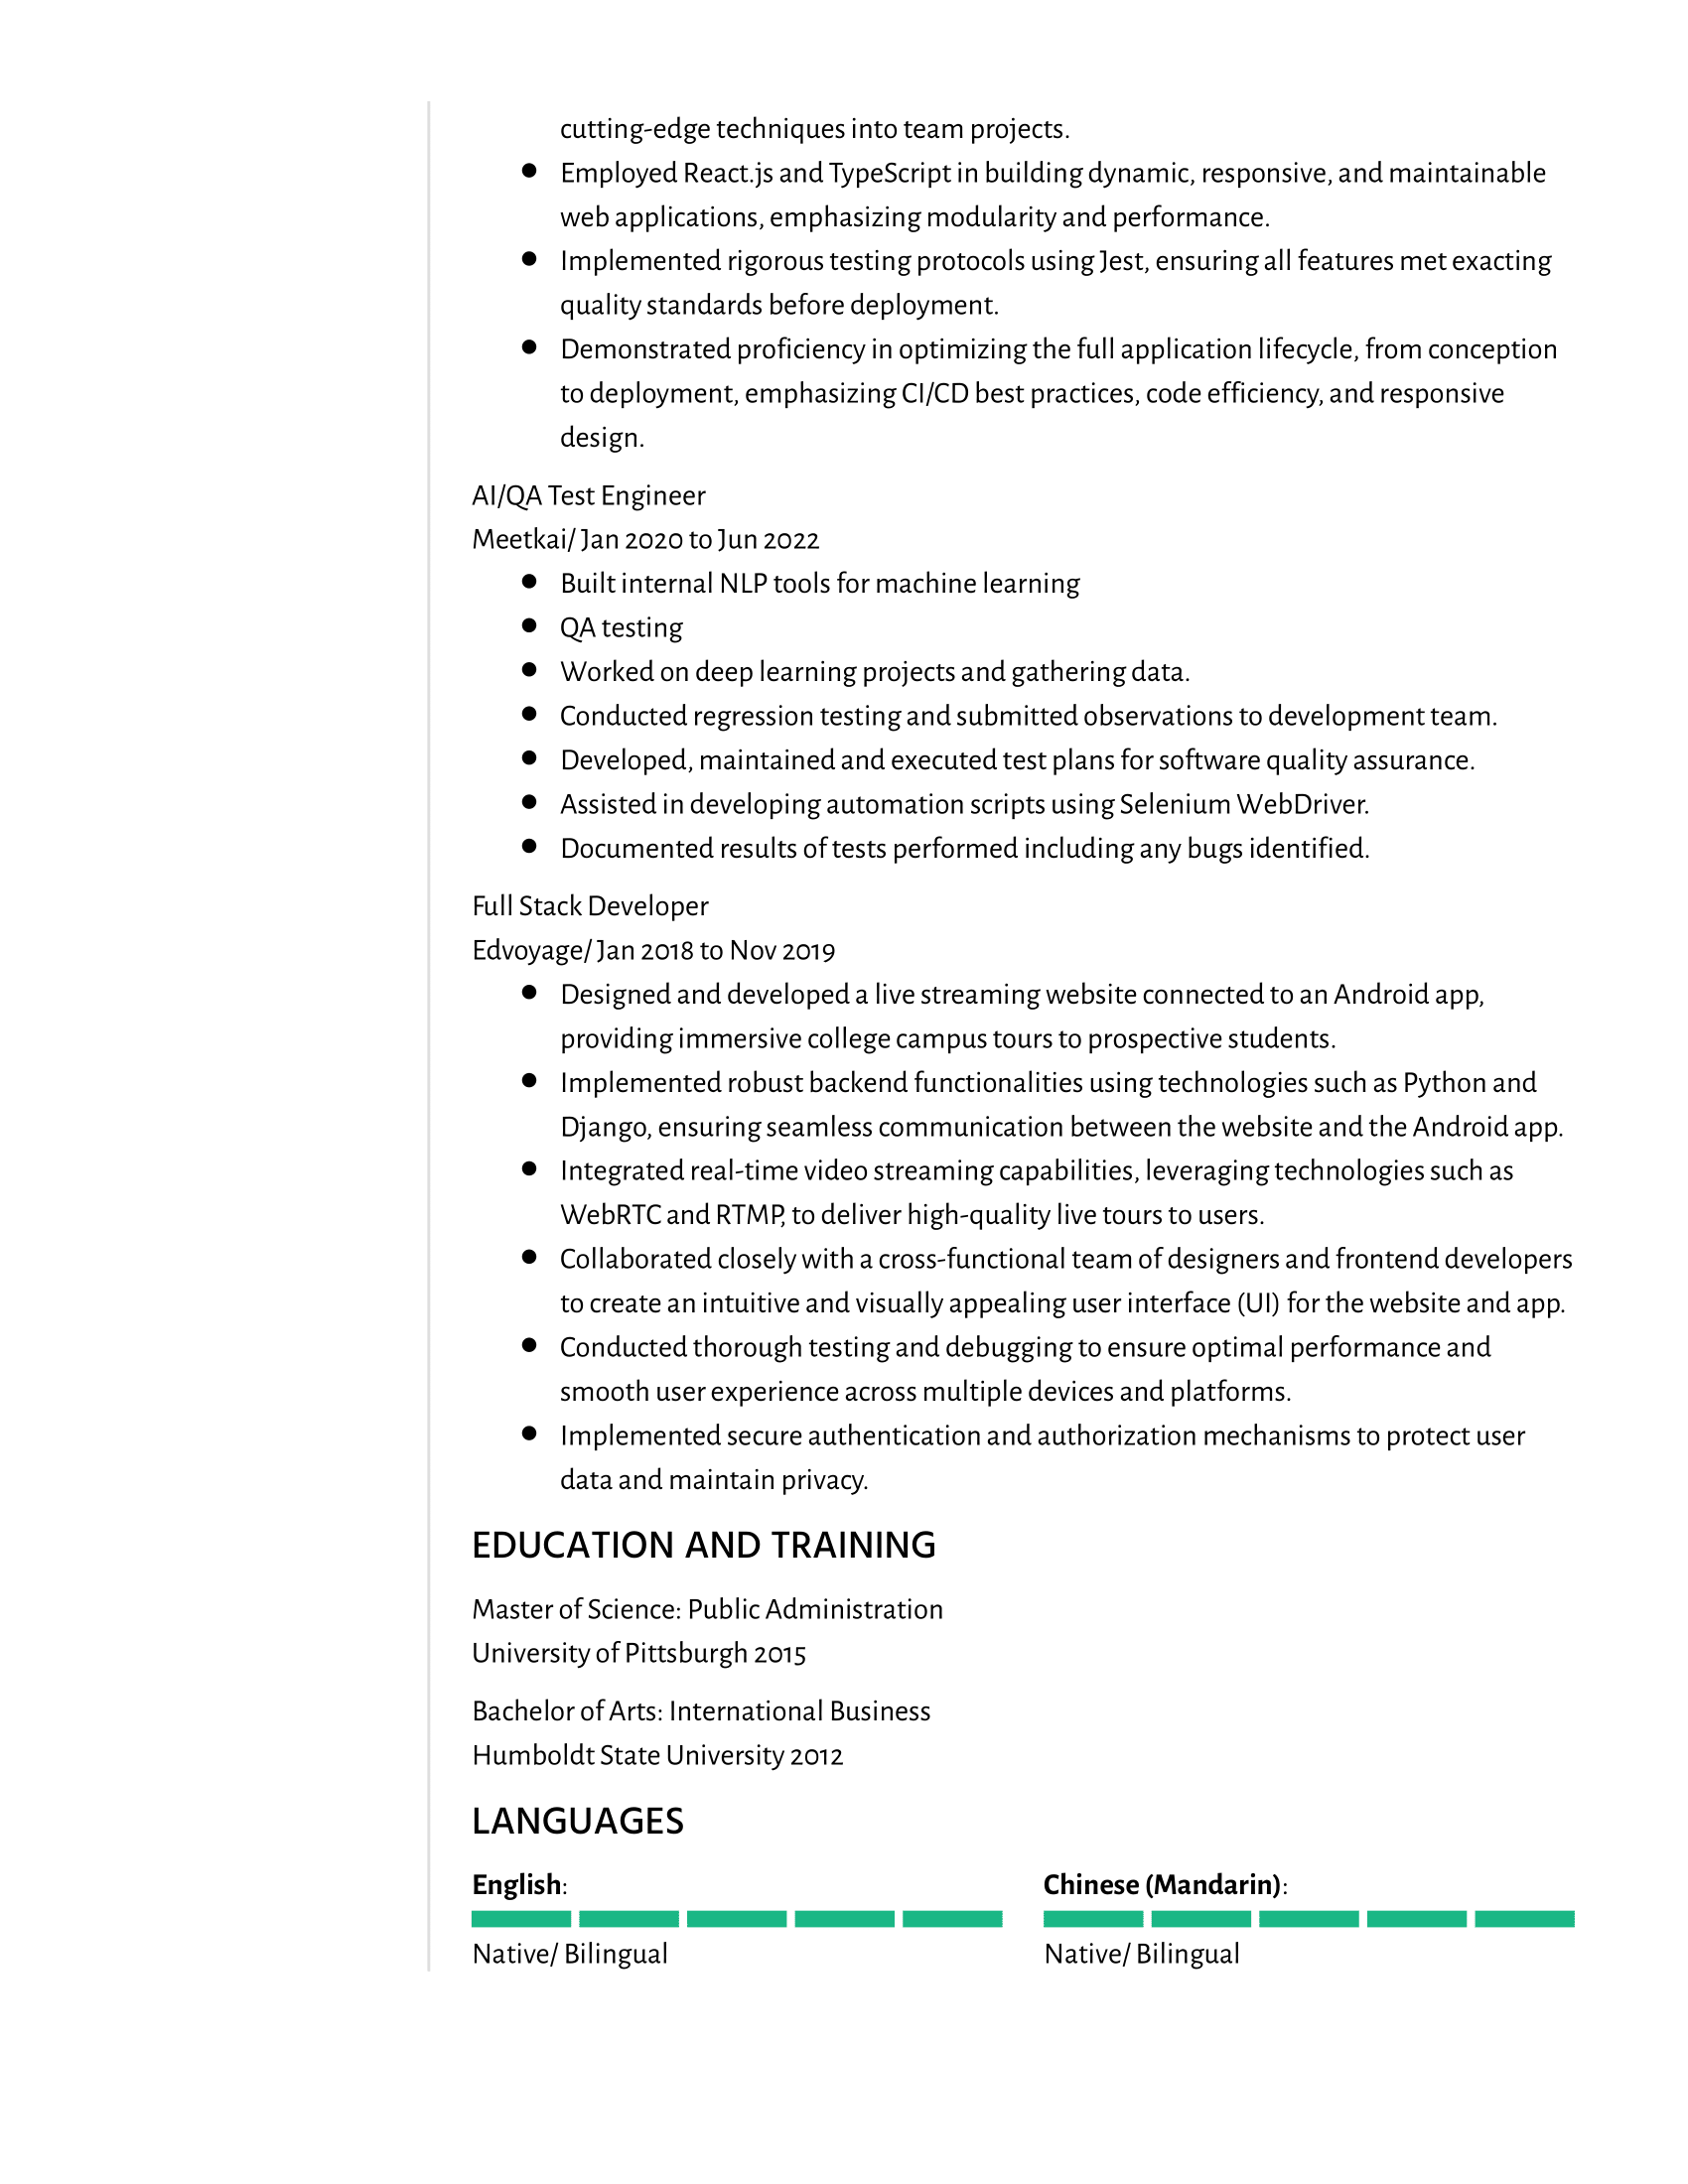 cutting-edge techniques into team projects.
● Employed React.js and TypeScript in building dynamic, responsive, and maintainable
web applications, emphasizing modularity and performance.
● Implemented rigorous testing protocols using Jest, ensuring all features met exacting
quality standards before deployment.
● Demonstrated proficiency in optimizing the full application lifecycle, from conception
to deployment, emphasizing CI/CD best practices, code efficiency, and responsive
design.
AI/QA Test Engineer
Meetkai/ Jan 2020 to Jun 2022
● Built internal NLP tools for machine learning
● QA testing
● Worked on deep learning projects and gathering data.
● Conducted regression testing and submitted observations to development team.
● Developed, maintained and executed test plans for software quality assurance.
● Assisted in developing automation scripts using Selenium WebDriver.
● Documented results of tests performed including any bugs identified.
Full Stack Developer
Edvoyage/ Jan 2018 to Nov 2019
● Designed and developed a live streaming website connected to an Android app,
providing immersive college campus tours to prospective students.
● Implemented robust backend functionalities using technologies such as Python and
Django, ensuring seamless communication between the website and the Android app.
● Integrated real-time video streaming capabilities, leveraging technologies such as
WebRTC and RTMP, to deliver high-quality live tours to users.
● Collaborated closely with a cross-functional team of designers and frontend developers
to create an intuitive and visually appealing user interface (UI) for the website and app.
● Conducted thorough testing and debugging to ensure optimal performance and
smooth user experience across multiple devices and platforms.
● Implemented secure authentication and authorization mechanisms to protect user
data and maintain privacy.
EDUCATION AND TRAINING
Master of Science: Public Administration
University of Pittsburgh 2015
Bachelor of Arts: International Business
Humboldt State University 2012
LANGUAGES
English:
Native/ Bilingual
Chinese (Mandarin):
Native/ Bilingual